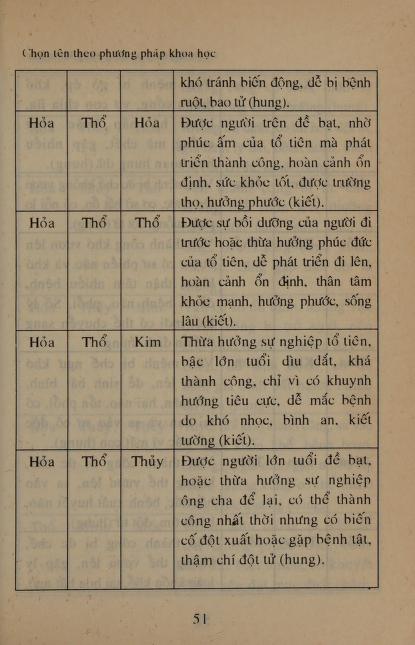 Chọn tên theo phương pháp khoa học
khó tránh biến động, dễ bị bệnh
ruột, bao tử (hung).
Hỏa Thổ Hỏa Được người trên đề bạt, nhờ
phúc ấm của tổ tiên mà phát
triển thành công, hoàn cảnh ổn
định, sức khỏe tốt, được trường
thọ, hưởng phước (kiết).
Hỏa Thổ Thổ Được sự bồi dưỡng của người đi
trước hoặc thừa hưởng phúc đức
của tổ tiên, dễ phát triển đi lên,
hoàn cảnh ổn định, thân tâm
khỏe mạnh, hưởng phước, sống
lâu (kiết).
Hỏa Thổ Kim Thừa hưởng sự nghiệp tổ tiên,
bậc lớn tuổi dìu dắt, khá
thành công, chỉ vì có khuynh
hướng tiêu cực, dễ mắc bệnh
do khó nhọc, bình an, kiết
tường (kiết).
Hỏa Thổ Thủy Được người lớn tuổi đề bạt,
hoặc thừa hưởng sự nghiệp
ông cha để lại, có thể thành
công nhất thời nhưng có biến
cố đột xuất hoặc gặp bệnh tật,
thậm chí đột tử (hung).
51